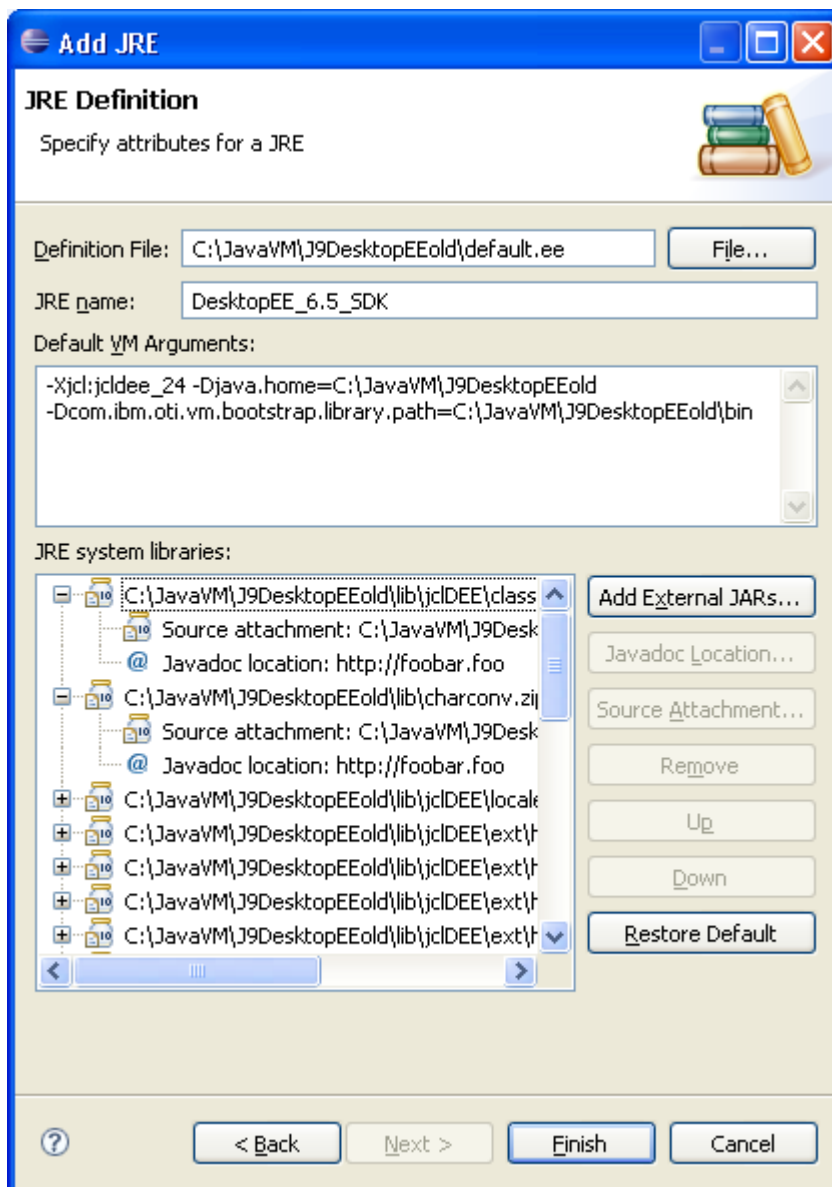 Add JRE
JRE Definition
Specify attributes for a JRE
Definition File: C:\JavaVM\J9DesktopEEold\default.ee File...
JRE name: DesktopEE_6.5_SDK
Default VM Arguments:
-Xjcl:jcldee_24 -Djava.home=C:\JavaVM\J9DesktopEEold
-Dcom.ibm.oti.vm.bootstrap.library.path=C:\JavaVM\J9DesktopEEold\bin
JRE system libraries:
C:\JavaVM\J9DesktopEEold\lib\jclDEE\class Add External JARs...
Source attachment: C:\JavaVM\J9Desk
@ Javadoc location: http://foobar.foo Javadoc Location...
C:\JavaVM\J9DesktopEEold\lib\charconv.zi Source Attachment...
Source attachment: C:\JavaVM\J9Desk
@ Javadoc location: http://foobar.foo Remove
C:\JavaVM\J9DesktopEEold\lib\jclDEE\locale
C:\JavaVM\J9DesktopEEold\lib\jclDEE\ext\ Up
C:\JavaVM\J9DesktopEEold\lib\jclDEE\ext\
C:\JavaVM\J9DesktopEEold\lib\jclDEE\ext\ Down
C:\JavaVM\J9DesktopEEold\lib\jclDEE\ext\ Restore Default
? < Back Next > Finish Cancel